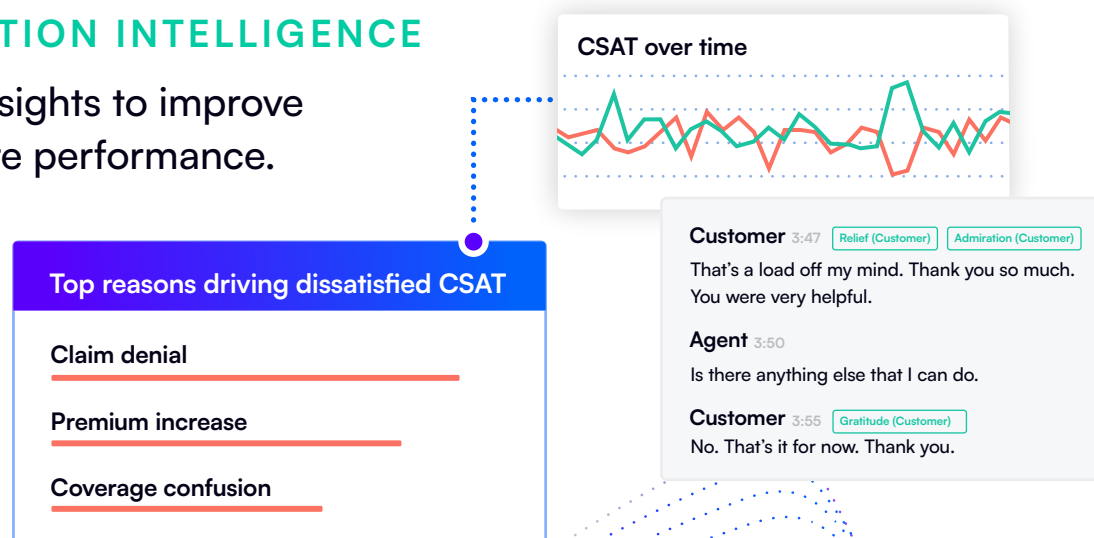 TION INTELLIGENCE
sights to improve
re performance.
CSAT over time
Top reasons driving dissatisfied CSAT
Claim denial
Premium increase
Coverage confusion
Customer 3:47 Relief (Customer) Admiration (Customer)
That's a load off my mind. Thank you so much.
You were very helpful.
Agent 3:50
Is there anything else that I can do.
Customer 3:55 Gratitude (Customer)
No. That's it for now. Thank you.